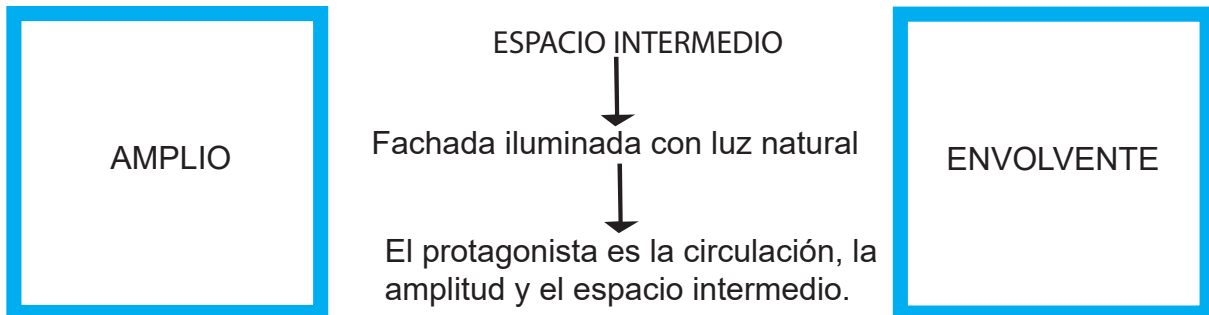 ESPACIO INTERMEDIO
AMPLIO
Fachada iluminada con luz natural
ENVOLVENTE
El protagonista es la circulación, la
amplitud y el espacio intermedio.